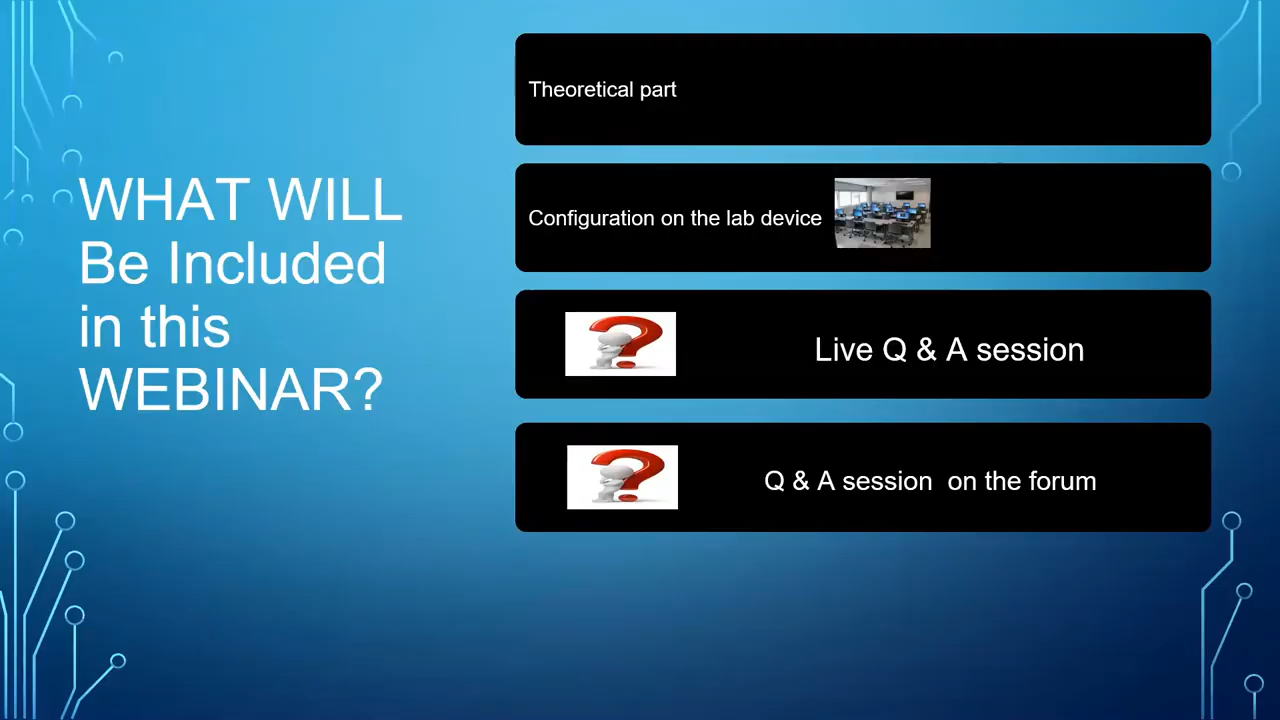 WHAT WILL
Be Included
in this
WEBINAR?
Theoretical part
Configuration on the lab device
Live Q & A session
Q & A session  on the forum